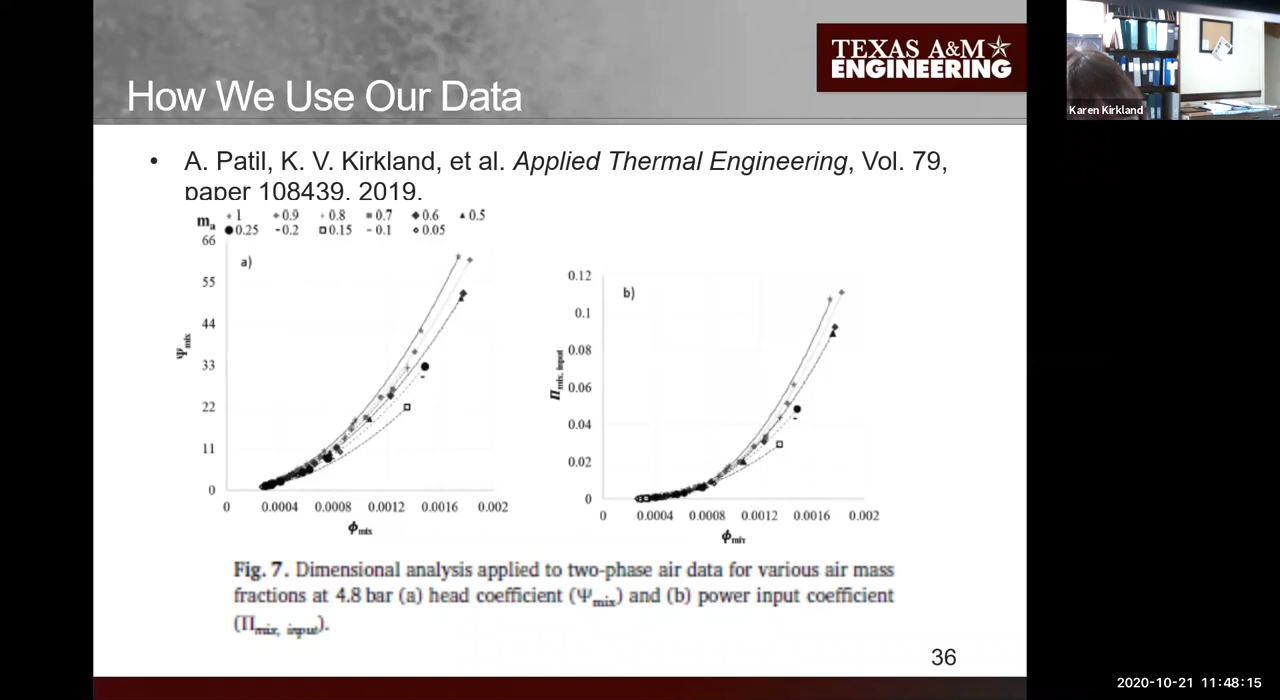 TEXAS A&M
ENGINEERING
How We Use Our Data
Karen Kirkland
• A. Patil, K. V. Kirkland, et al. Applied Thermal Engineering, Vol. 79,
paper 108439, 2019.
mₐ
1 0.9 0.8 0.7 0.6 0.5
0.25 0.2 0.15 0.1 0.05
a)
66
55
44
33
22
11
0
Ψmix
0 0.0004 0.0008 0.0012 0.0016 0.002
ϕmix
b)
0.12
0.1
0.08
0.06
0.04
0.02
0
Πmix, input
0 0.0004 0.0008 0.0012 0.0016 0.002
ϕmix
Fig. 7. Dimensional analysis applied to two-phase air data for various air mass
fractions at 4.8 bar (a) head coefficient (Ψmix) and (b) power input coefficient
(Πmix, input).
36
2020-10-21 11:48:15